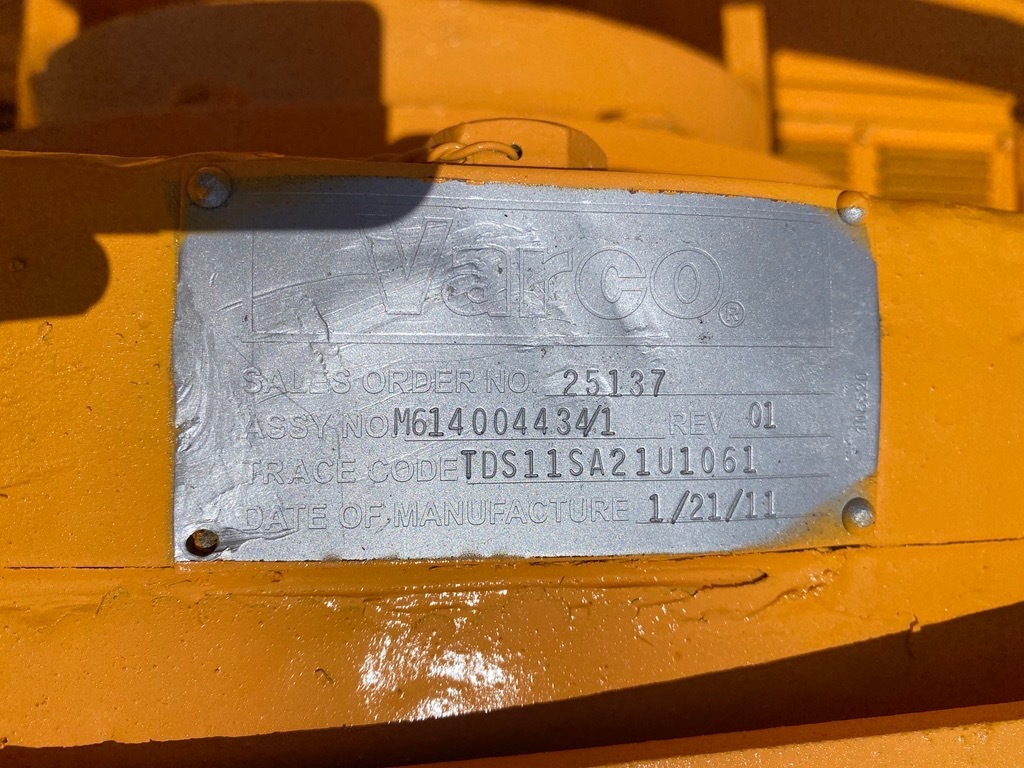 Varco®
SALES ORDER NO. 25137
ASSY NO M614004434/1 REV 01
TRACE CODE TDS11SA21U1061
DATE OF MANUFACTURE 1/21/11